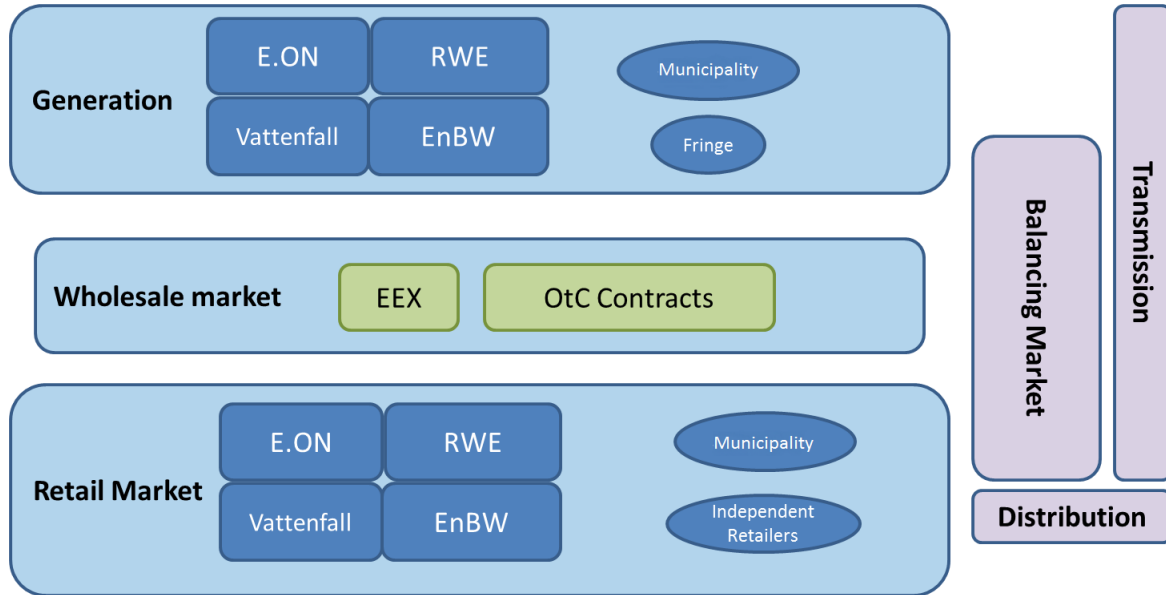 Generation
E.ON
RWE
Vattenfall
EnBW
Municipality
Fringe
Wholesale market
EEX
OtC Contracts
Retail Market
E.ON
RWE
Vattenfall
EnBW
Municipality
Independent
Retailers
Balancing Market
Transmission
Distribution